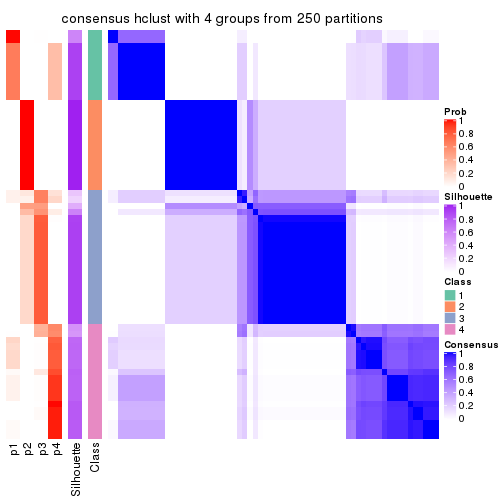 consensus hclust with 4 groups from 250 partitions
Prob
1
0.8
0.6
0.4
0.2
0
Silhouette
1
0.8
0.6
0.4
0.2
0
Class
1
2
3
4
Consensus
1
0.8
0.6
0.4
0.2
0
p1
p2
p3
p4
Silhouette
Class